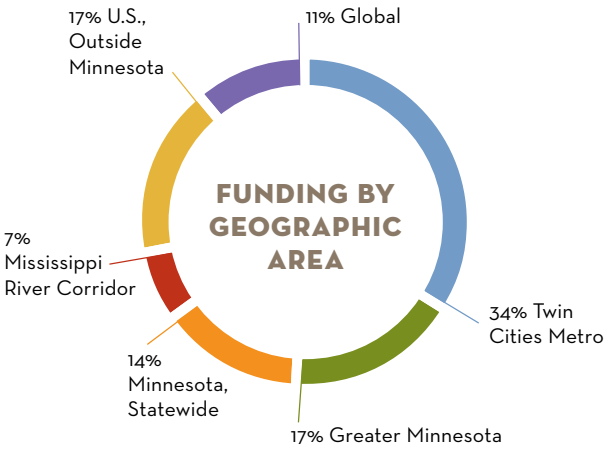 17% U.S.,
Outside
Minnesota
11% Global
FUNDING BY
GEOGRAPHIC
AREA
7%
Mississippi
River Corridor
34% Twin
Cities Metro
14%
Minnesota,
Statewide
17% Greater Minnesota